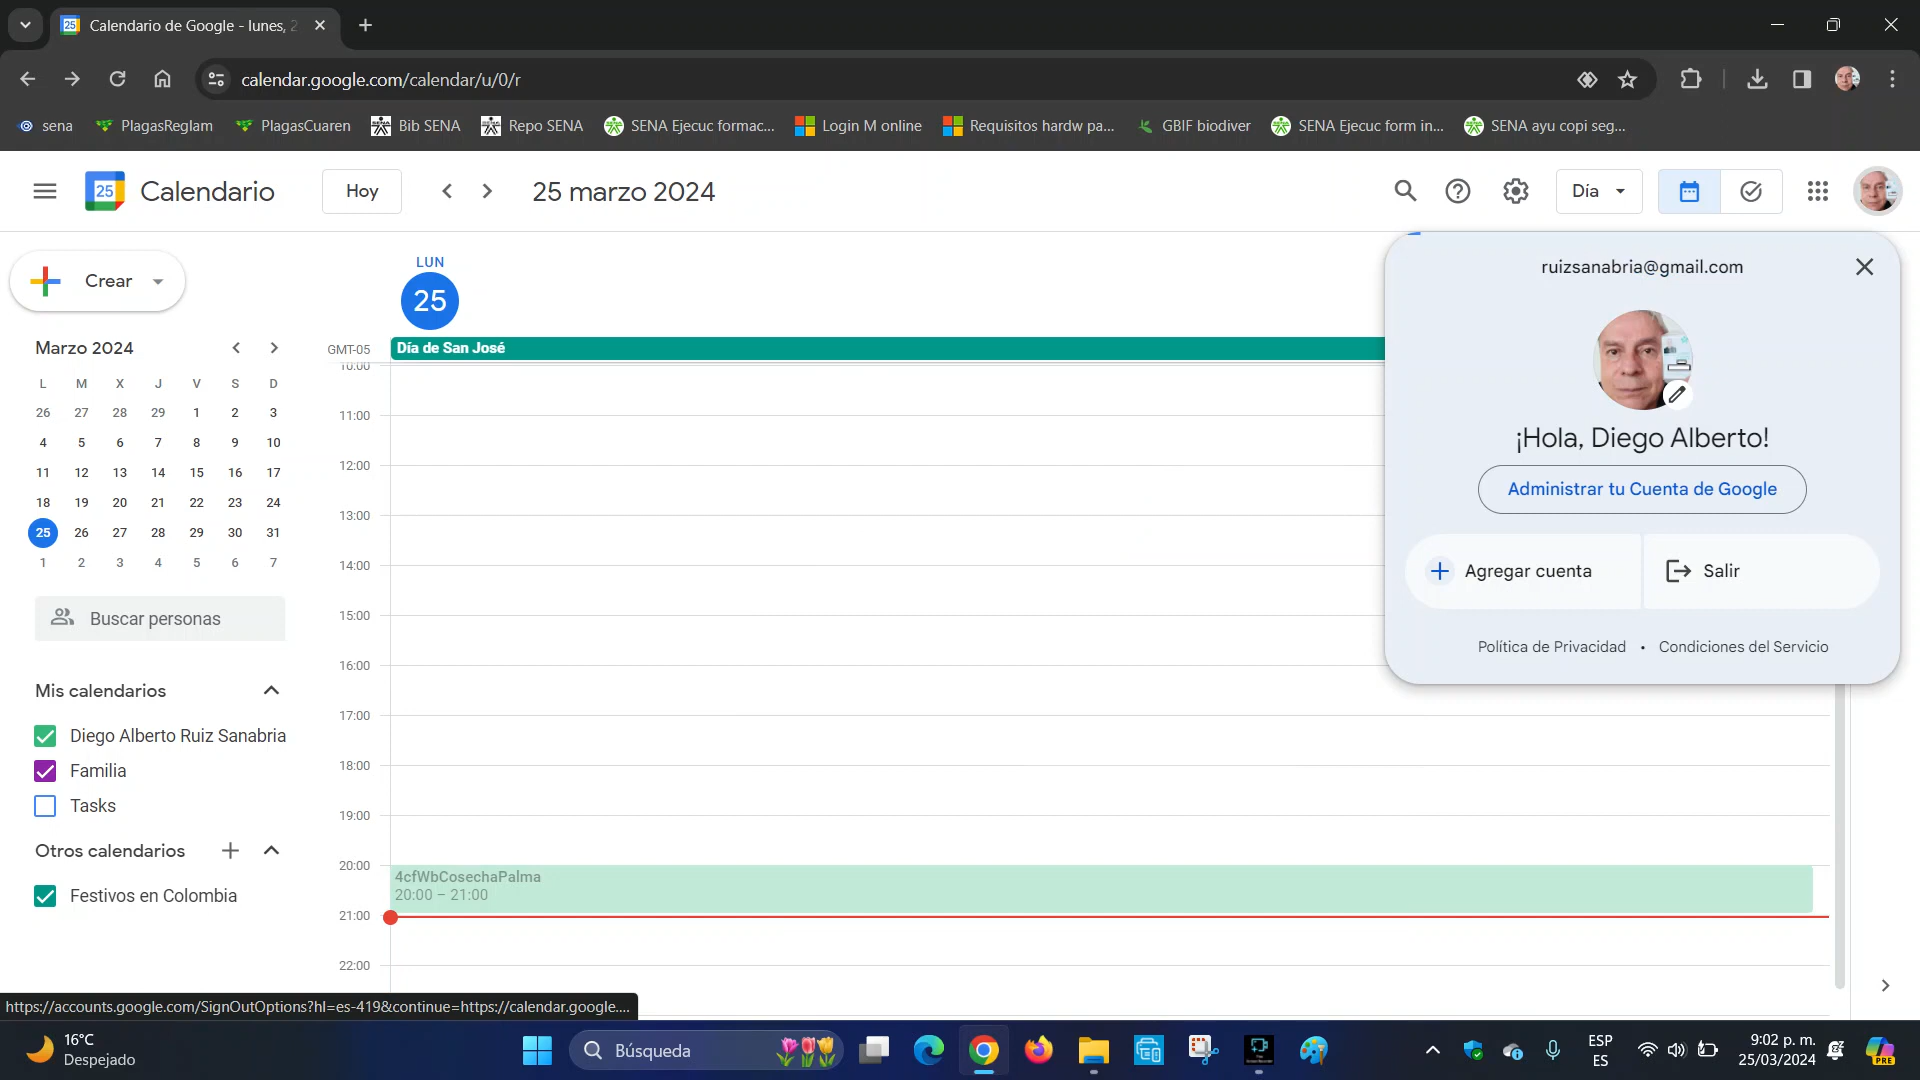 Calendario de Google - lunes, 2
calendar.google.com/calendar/u/0/r
sena
PlagasReglam
PlagasCuaren
Bib SENA
Repo SENA
SENA Ejecuc formac...
Login M online
Requisitos hardw pa...
GBIF biodiver
SENA Ejecuc form in...
SENA ayu copi seg...
25
Calendario
Hoy
25 marzo 2024
Día
Crear
LUN
25
ruizsanabria@gmail.com
¡Hola, Diego Alberto!
Administrar tu Cuenta de Google
Agregar cuenta
Salir
Política de Privacidad • Condiciones del Servicio
Marzo 2024
L M X J V S D
26 27 28 29 1 2 3
4 5 6 7 8 9 10
11 12 13 14 15 16 17
18 19 20 21 22 23 24
25 26 27 28 29 30 31
1 2 3 4 5 6 7
Buscar personas
Mis calendarios
Diego Alberto Ruiz Sanabria
Familia
Tasks
Otros calendarios
Festivos en Colombia
GMT-05
Día de San José
10:00
11:00
12:00
13:00
14:00
15:00
16:00
17:00
18:00
19:00
20:00
4cfWbCosechaPalma
20:00 – 21:00
21:00
22:00
https://accounts.google.com/SignOutOptions?hl=es-419&continue=https://calendar.google....
16°C
Despejado
Búsqueda
ESP
ES
9:02 p. m.
25/03/2024
PRE